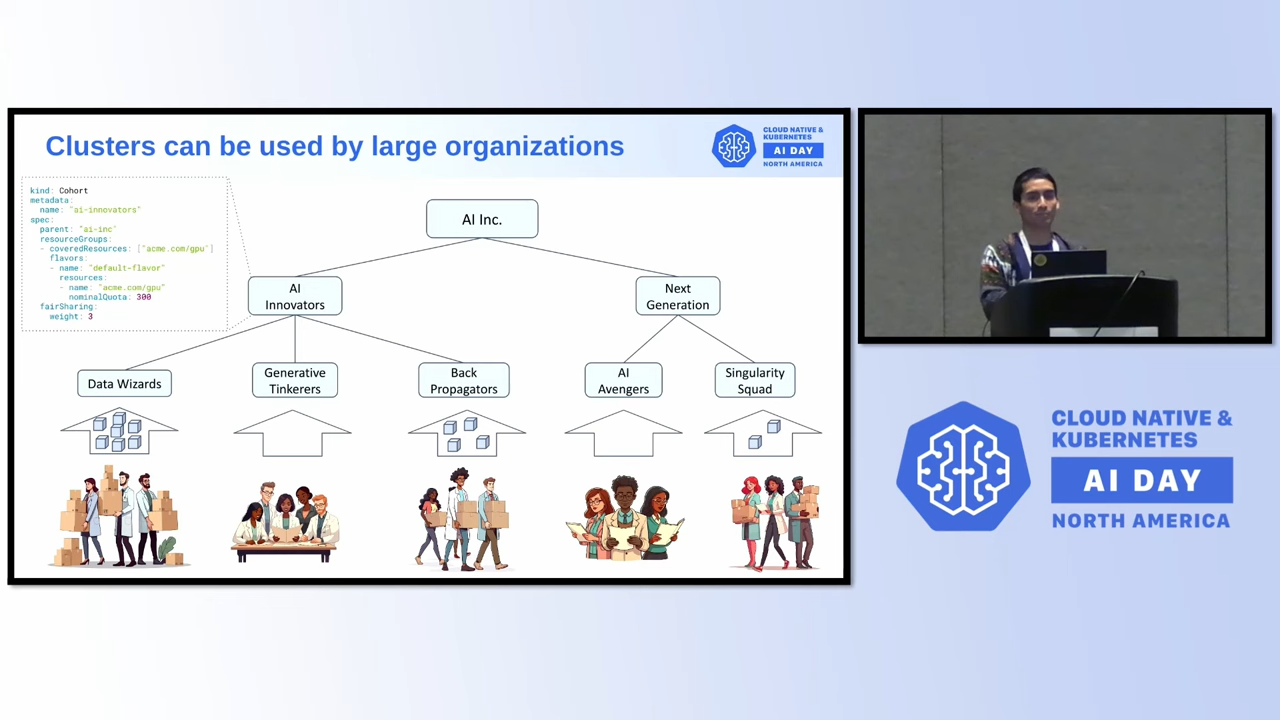 Clusters can be used by large organizations
CLOUD NATIVE &
KUBERNETES
AI DAY
NORTH AMERICA
kind: Cohort
metadata:
  name: "ai-innovators"
spec:
  parent: "ai-inc"
  resourceGroups:
  - coveredResources: ["acme.com/gpu"]
    flavors:
    - name: "default-flavor"
      resources:
      - name: "acme.com/gpu"
        nominalQuota: 300
  fairSharing:
    weight: 3
AI Inc.
AI
Innovators
Next
Generation
Data Wizards
Generative
Tinkerers
Back
Propagators
AI
Avengers
Singularity
Squad
CLOUD NATIVE &
KUBERNETES
AI DAY
NORTH AMERICA